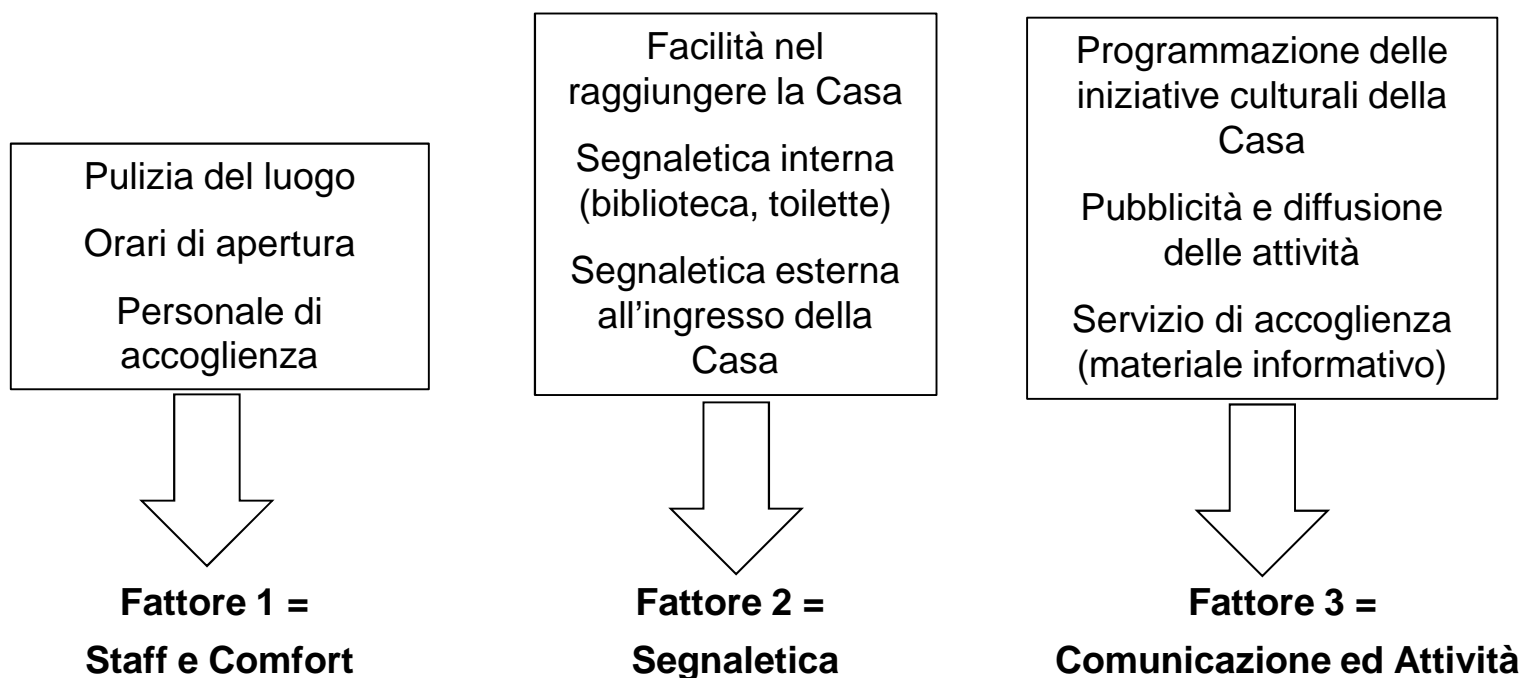 Pulizia del luogo
Orari di apertura
Personale di
accoglienza
Fattore 1 =
Staff e Comfort
Facilità nel
raggiungere la Casa
Segnaletica interna
(biblioteca, toilette)
Segnaletica esterna
all’ingresso della
Casa
Fattore 2 =
Segnaletica
Programmazione delle
iniziative culturali della
Casa
Pubblicità e diffusione
delle attività
Servizio di accoglienza
(materiale informativo)
Fattore 3 =
Comunicazione ed Attività